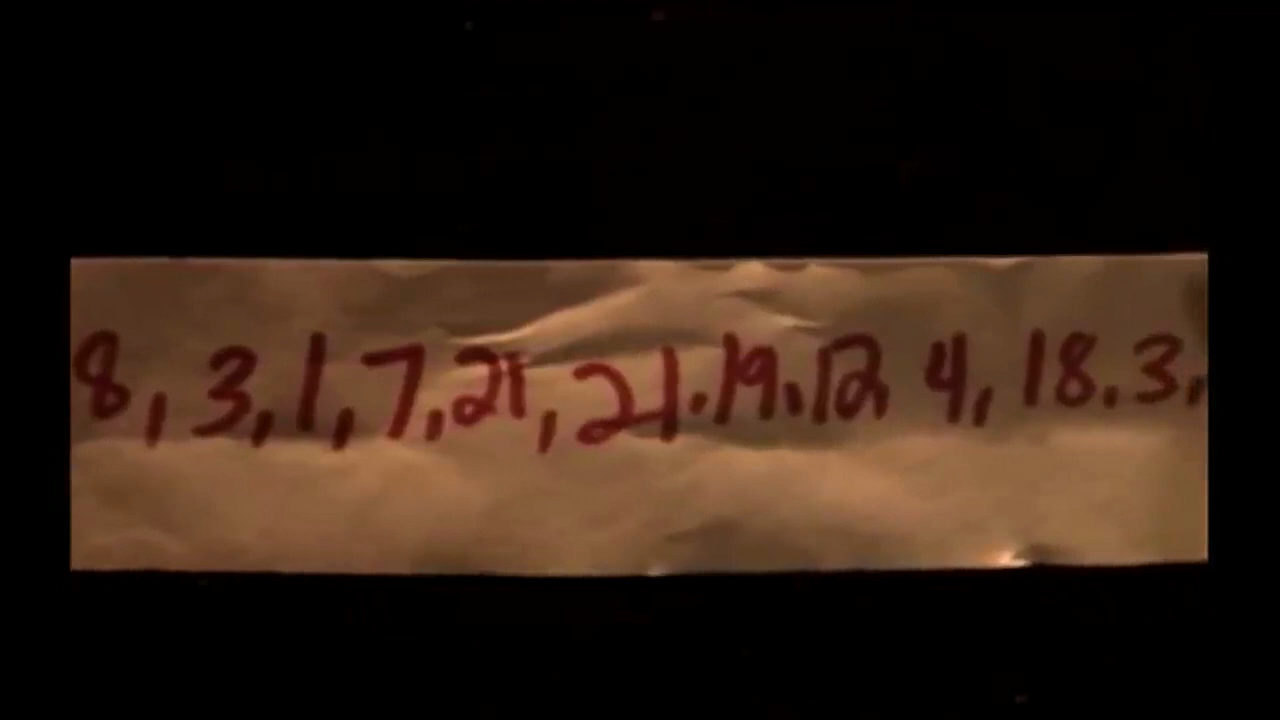 8, 3, 1, 7, 21, 21. 19. 12, 4, 18. 3,